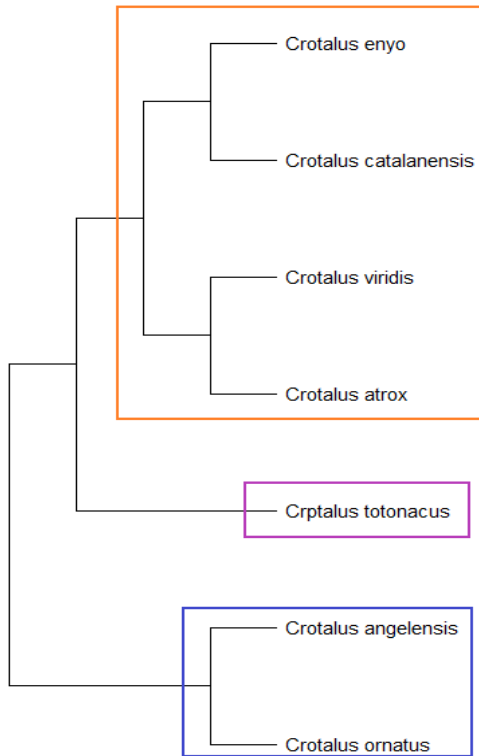 Crotalus enyo
Crotalus catalanensis
Crotalus viridis
Crotalus atrox
Crptalus totonacus
Crotalus angelensis
Crotalus ornatus